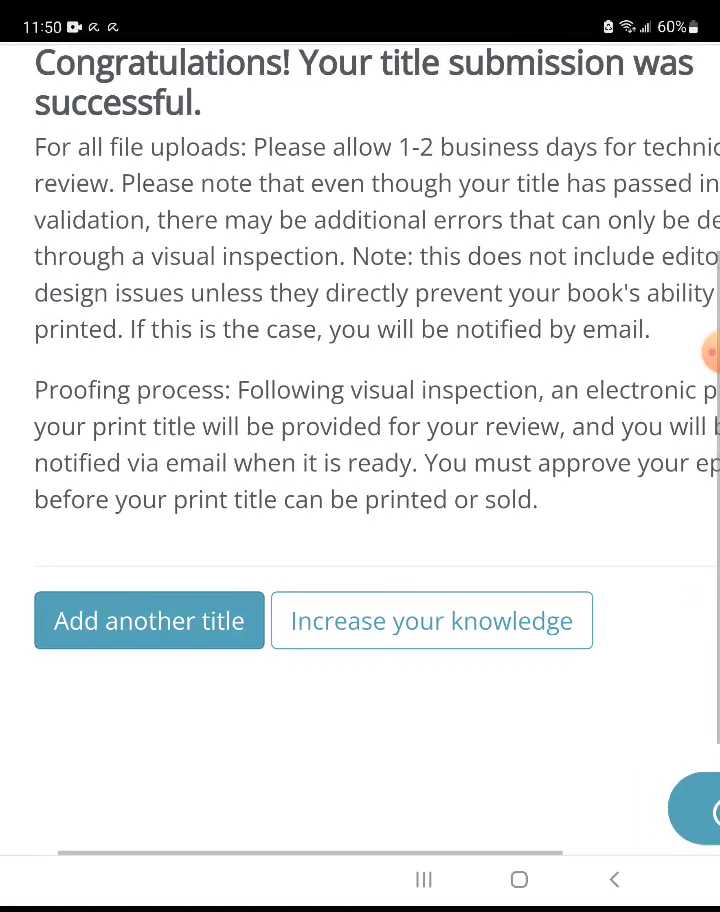 11:50
60%
Congratulations! Your title submission was
successful.
For all file uploads: Please allow 1-2 business days for technic
review. Please note that even though your title has passed in
validation, there may be additional errors that can only be de
through a visual inspection. Note: this does not include edito
design issues unless they directly prevent your book's ability
printed. If this is the case, you will be notified by email.
Proofing process: Following visual inspection, an electronic p
your print title will be provided for your review, and you will b
notified via email when it is ready. You must approve your ep
before your print title can be printed or sold.
Add another title
Increase your knowledge